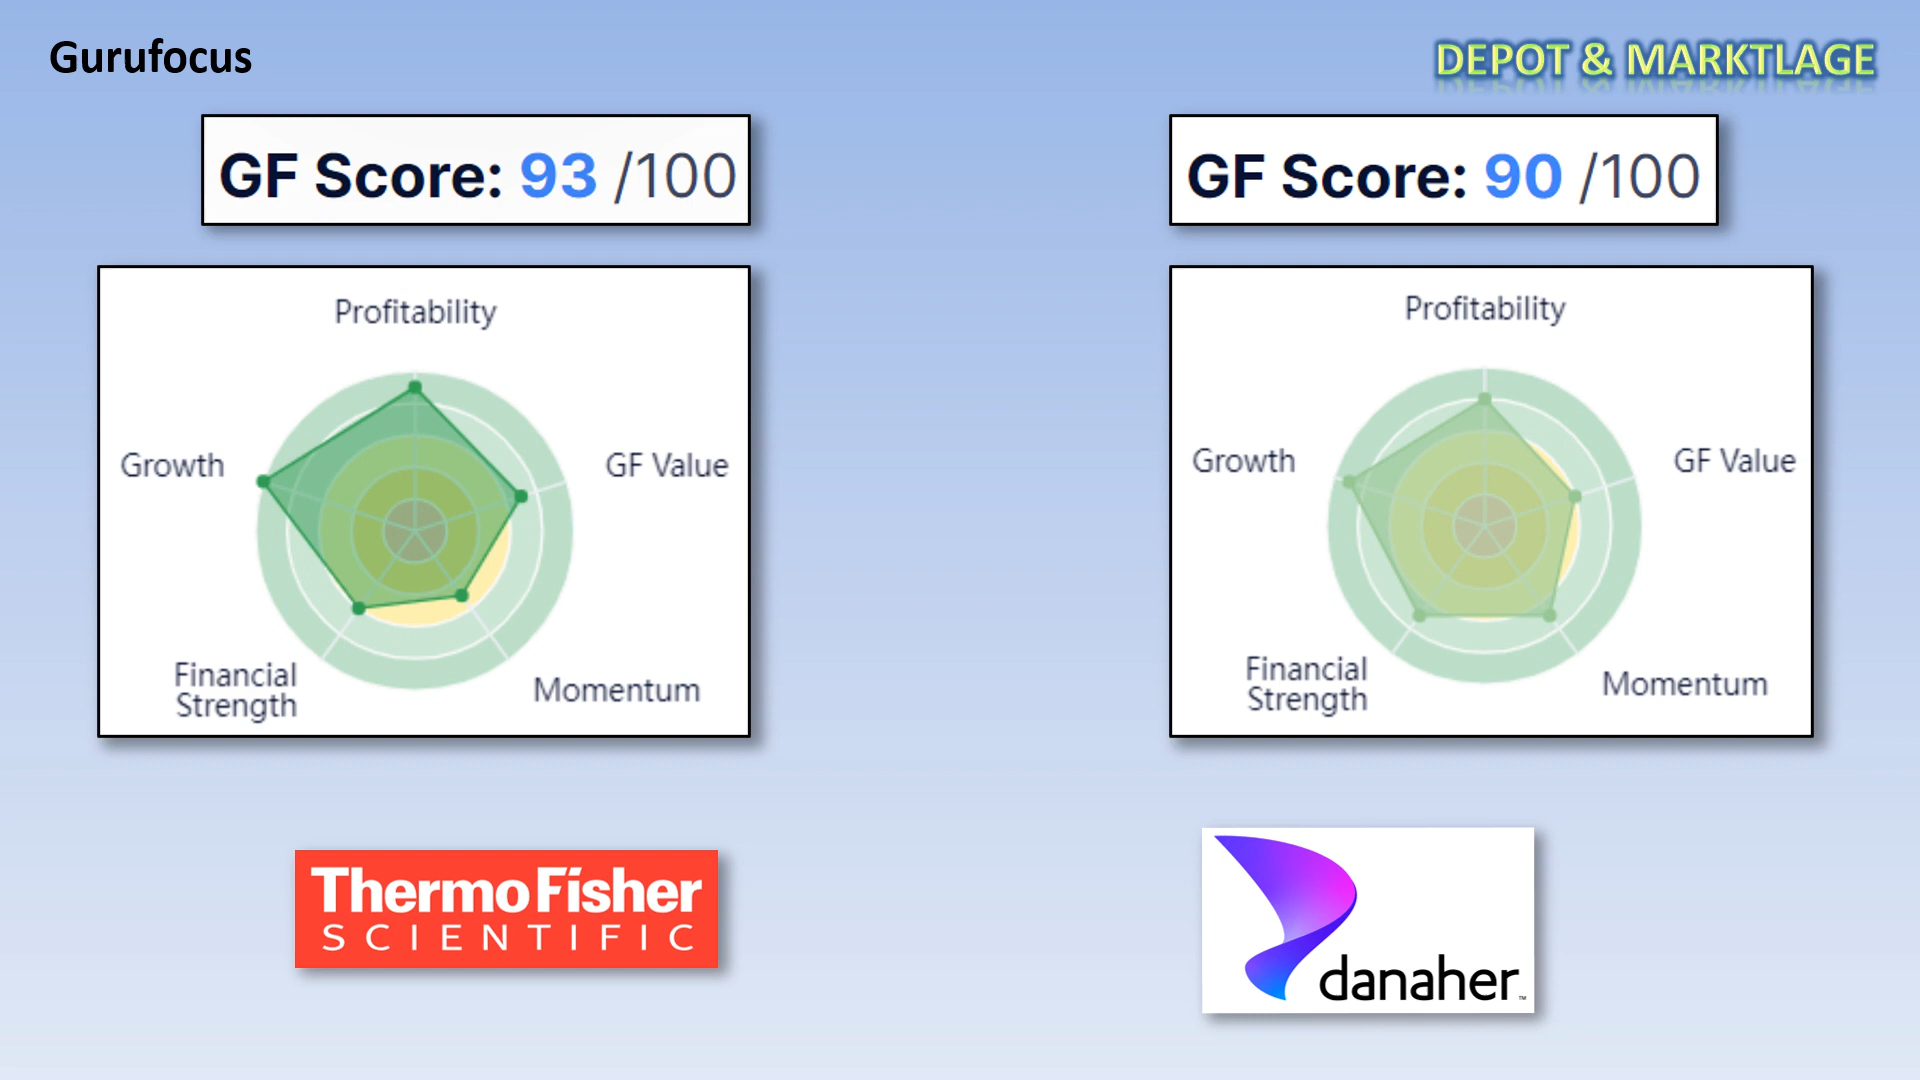 Gurufocus
DEPOT & MARKTLAGE
GF Score: 93 /100
Profitability
Growth
GF Value
Financial
Strength
Momentum
ThermoFisher
SCIENTIFIC
GF Score: 90 /100
Profitability
Growth
GF Value
Financial
Strength
Momentum
danaher™